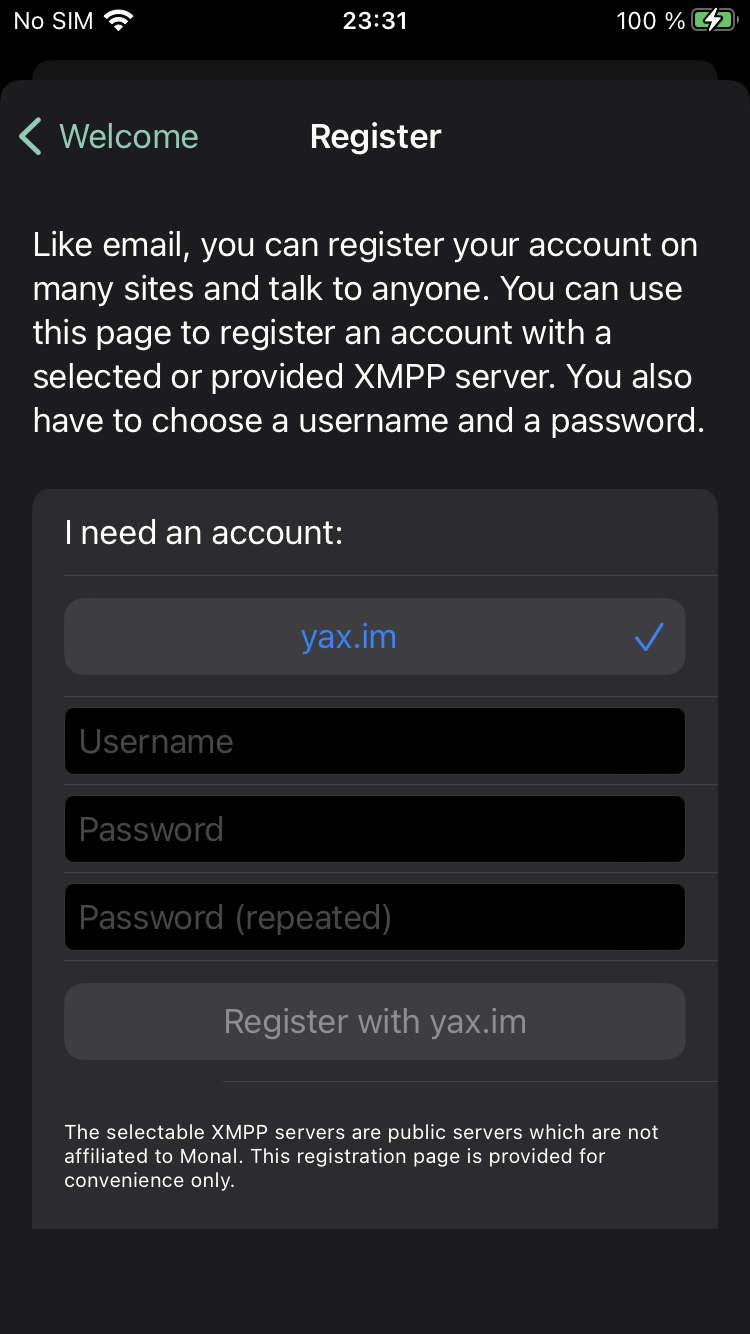 No SIM 23:31 100 %
Welcome Register
Like email, you can register your account on
many sites and talk to anyone. You can use
this page to register an account with a
selected or provided XMPP server. You also
have to choose a username and a password.
I need an account:
yax.im
Username
Password
Password (repeated)
Register with yax.im
The selectable XMPP servers are public servers which are not
affiliated to Monal. This registration page is provided for
convenience only.